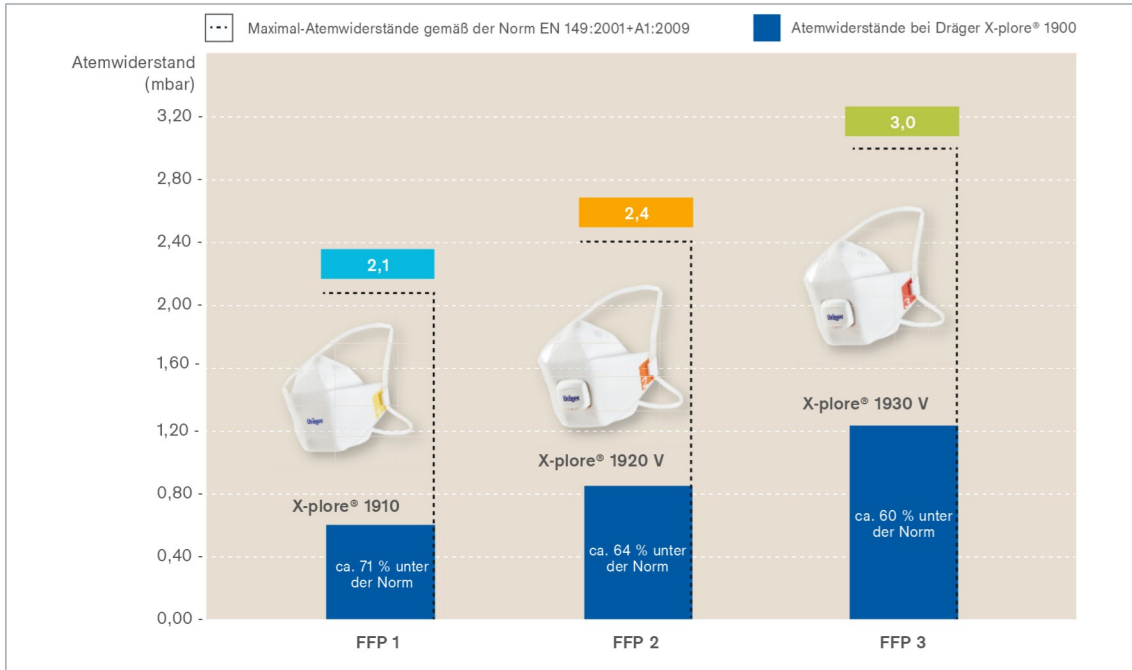 Maximal-Atemwiderstände gemäß der Norm EN 149:2001+A1:2009
Atemwiderstände bei Dräger X-plore® 1900
Atemwiderstand
(mbar)
3,20 -
2,80 -
2,40 -
2,00 -
1,60 -
1,20 -
0,80 -
0,40 -
0,00 -
2,1
2,4
3,0
Dräger
Dräger
Dräger
X-plore® 1910
X-plore® 1920 V
X-plore® 1930 V
ca. 71 % unter
der Norm
ca. 64 % unter
der Norm
ca. 60 % unter
der Norm
FFP 1
FFP 2
FFP 3